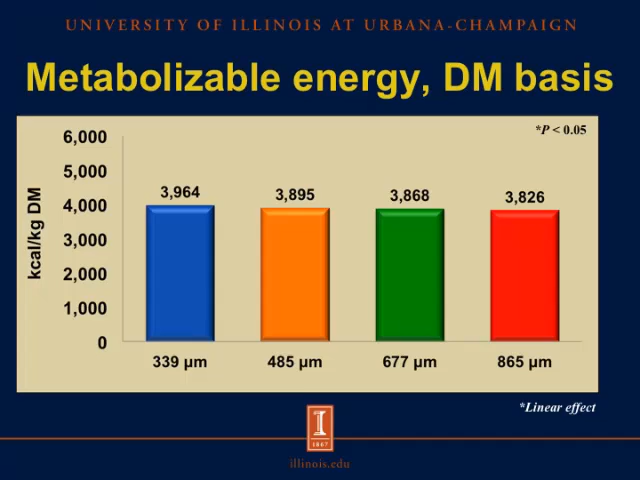 UNIVERSITY OF ILLINOIS AT URBANA-CHAMPAIGN
Metabolizable energy, DM basis
*P < 0.05
kcal/kg DM
6,000
5,000
4,000
3,000
2,000
1,000
0
3,964
3,895
3,868
3,826
339 µm
485 µm
677 µm
865 µm
*Linear effect
I
1867
illinois.edu